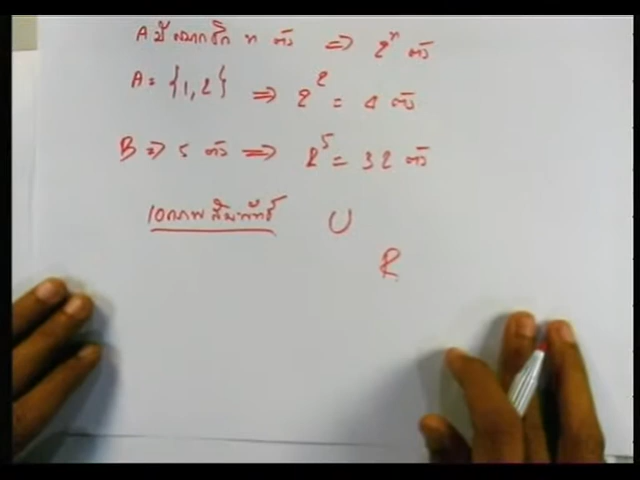 A มีสมาชิก n ตัว ⇒ 2ⁿ ตัว
A = {1, 2} ⇒ 2² = 4 ตัว
B ⇒ 5 ตัว ⇒ 2⁵ = 32 ตัว
เอกภพสัมพัทธ์ U
R